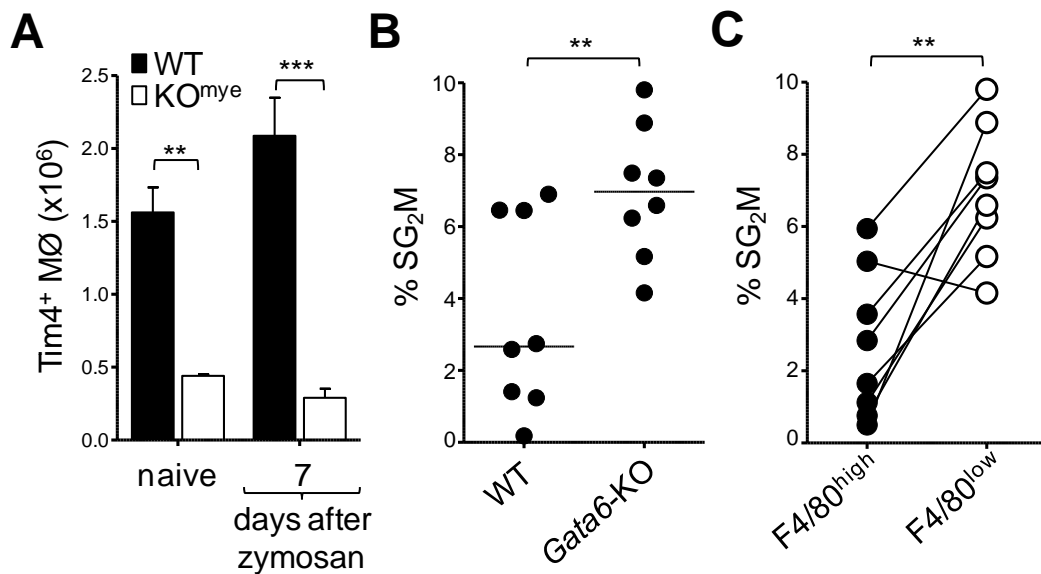 A
WT
KOmye
Tim4+ MØ (x10⁶)
2.5
2.0
1.5
1.0
0.5
0.0
**
***
naive
7
days after
zymosan
B
**
% SG₂M
10
8
6
4
2
0
WT
Gata6-KO
C
**
% SG₂M
10
8
6
4
2
0
F4/80high
F4/80low